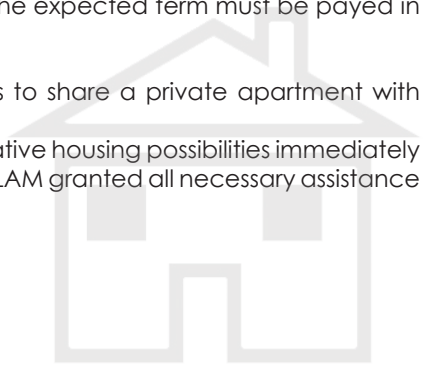 he expected term must be payed in
s to share a private apartment with
ative housing possibilities immediately
LAM granted all necessary assistance